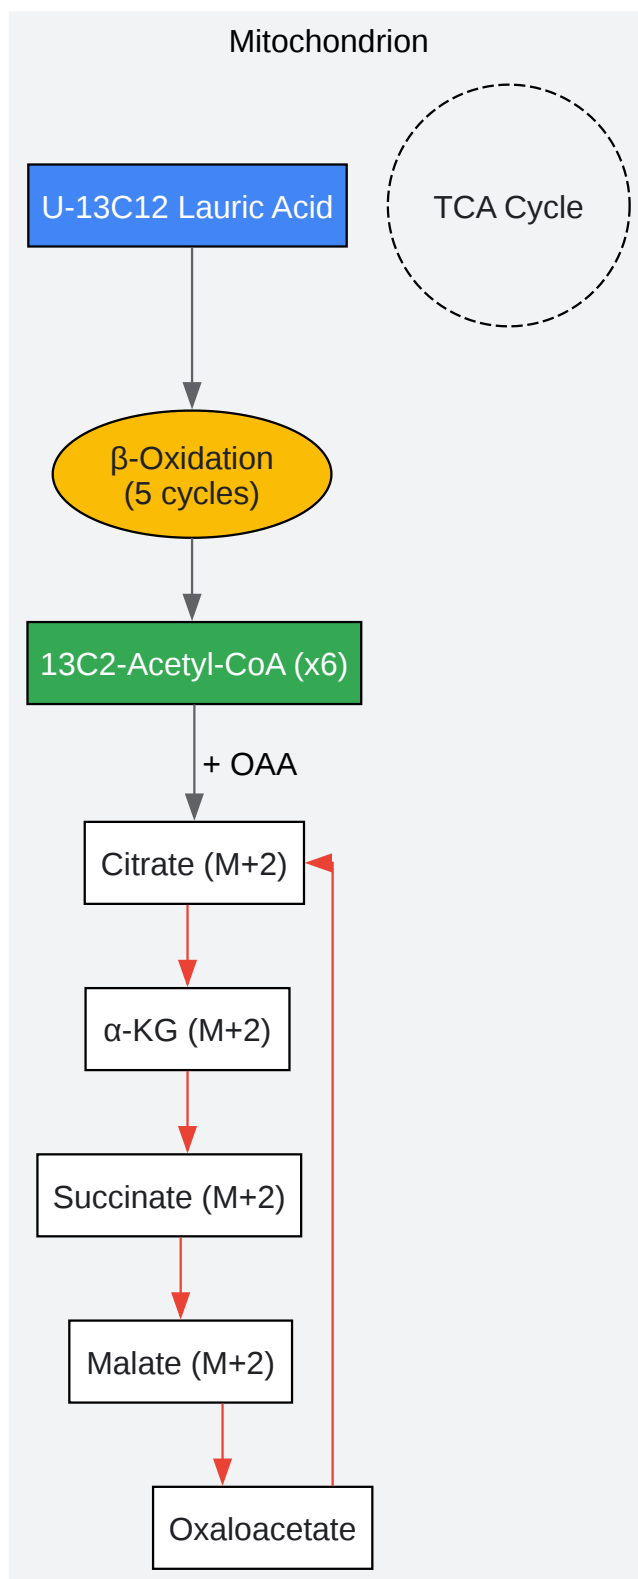 Mitochondrion
U-13C12 Lauric Acid
TCA Cycle
β-Oxidation
(5 cycles)
13C2-Acetyl-CoA (x6)
+ OAA
Citrate (M+2)
α-KG (M+2)
Succinate (M+2)
Malate (M+2)
Oxaloacetate